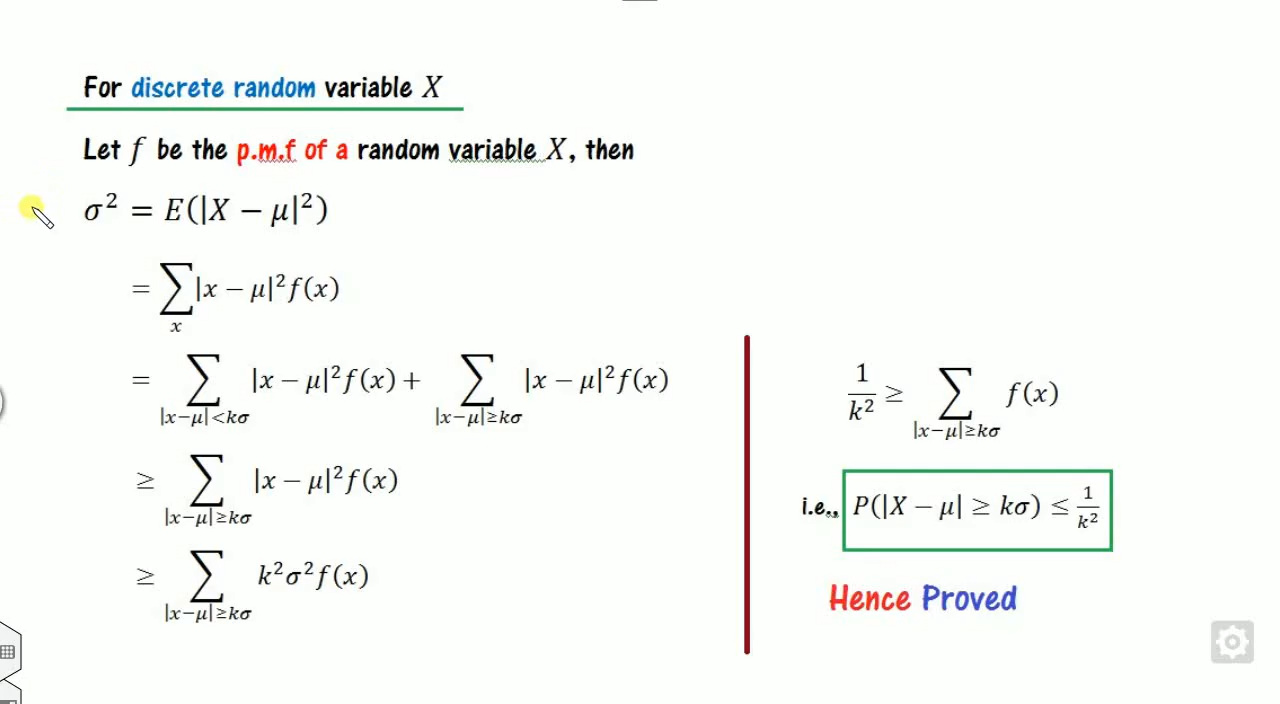 For discrete random variable X
Let f be the p.m.f of a random variable X, then
σ² = E(|X − μ|²)
= ∑ₓ |x − μ|² f(x)
= ∑_{|x−μ|<kσ} |x − μ|² f(x) + ∑_{|x−μ|≥kσ} |x − μ|² f(x)
≥ ∑_{|x−μ|≥kσ} |x − μ|² f(x)
≥ ∑_{|x−μ|≥kσ} k²σ² f(x)
1/k² ≥ ∑_{|x−μ|≥kσ} f(x)
i.e., P(|X − μ| ≥ kσ) ≤ 1/k²
Hence Proved